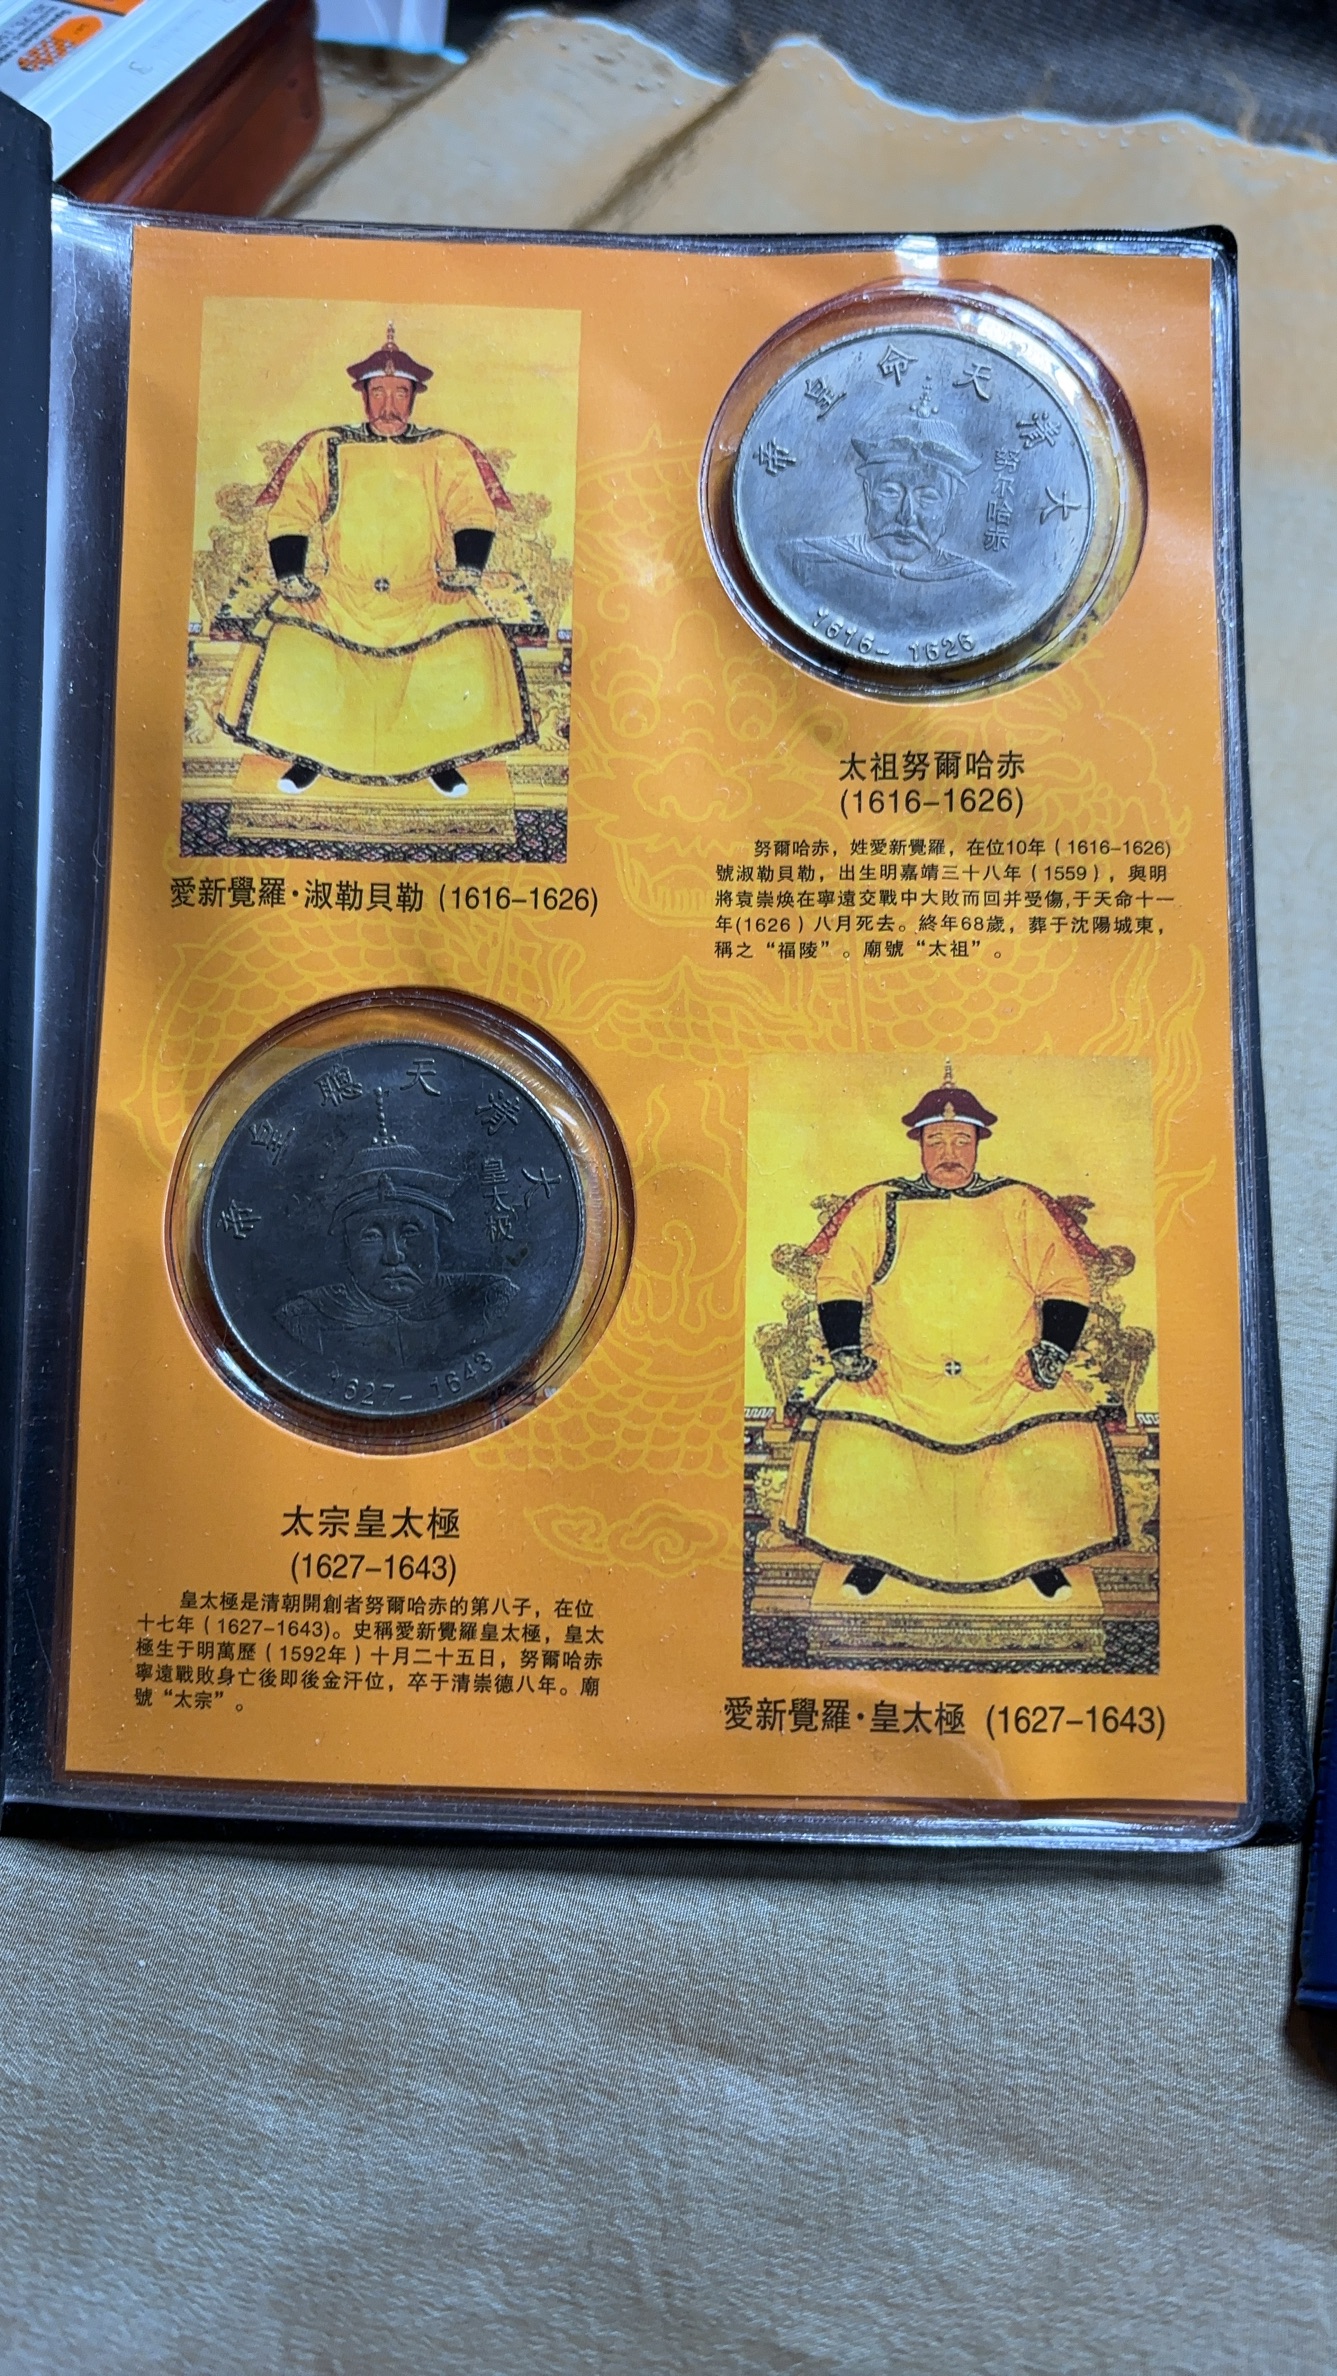 帝皇命天清大
努尔哈赤
1616-1626
愛新覺羅·淑勒貝勒 (1616-1626)
太祖努爾哈赤
(1616-1626)
努爾哈赤，姓愛新覺羅，在位10年（1616-1626)
號淑勒貝勒，出生明嘉靖三十八年（1559），與明
將袁崇焕在寧遠交戰中大敗而回并受傷,于天命十一
年(1626）八月死去。終年68歲，葬于沈陽城東，
稱之“福陵”。廟號“太祖”。
帝皇聰天清大
皇太极
1627-1643
太宗皇太極
(1627-1643)
皇太極是清朝開創者努爾哈赤的第八子，在位
十七年（1627-1643)。史稱愛新覺羅皇太極，皇太
極生于明萬歷（1592年）十月二十五日，努爾哈赤
寧遠戰敗身亡後即後金汗位，卒于清崇德八年。廟
號“太宗”。
愛新覺羅·皇太極 (1627-1643)